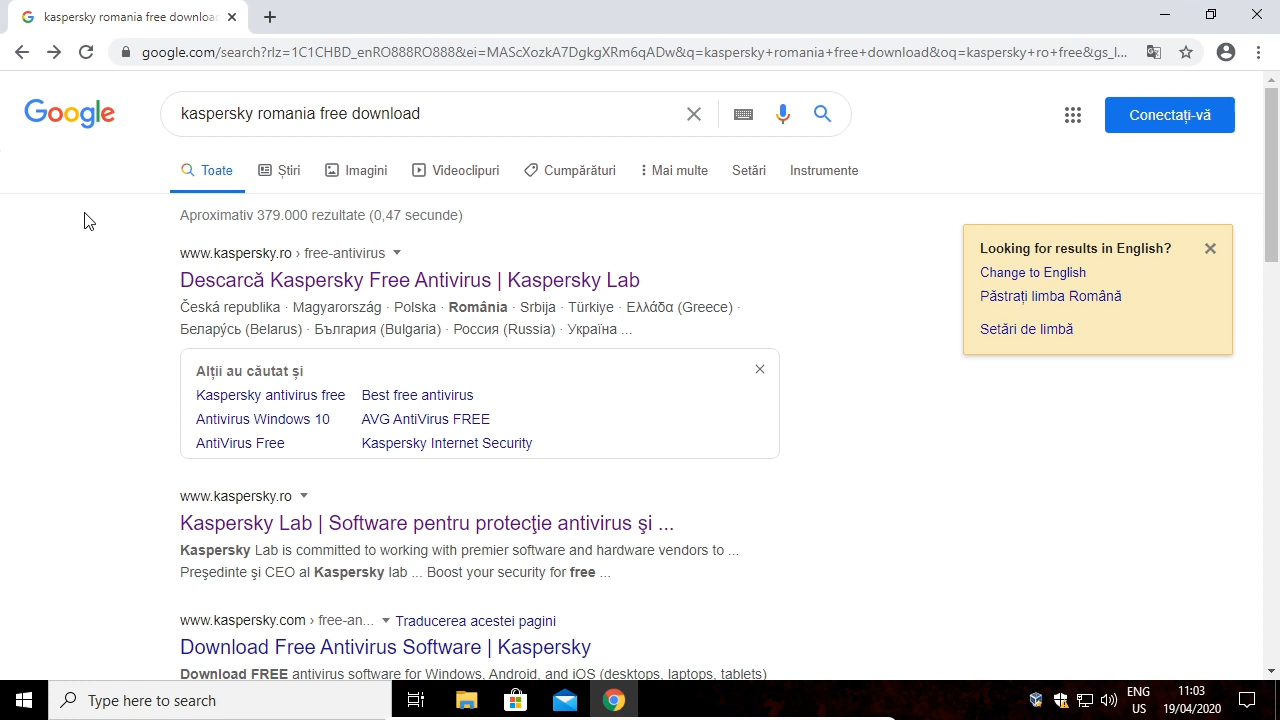 kaspersky romania free downloa
google.com/search?rlz=1C1CHBD_enRO888RO888&ei=MAScXozkA7DgkgXRm6qADw&q=kaspersky+romania+free+download&oq=kaspersky+ro+free&gs_l...
Google
kaspersky romania free download
Conectați-vă
Toate
Știri
Imagini
Videoclipuri
Cumpărături
Mai multe
Setări
Instrumente
Aproximativ 379.000 rezultate (0,47 secunde)
www.kaspersky.ro › free-antivirus
Descarcă Kaspersky Free Antivirus | Kaspersky Lab
Česká republika · Magyarország · Polska · România · Srbija · Türkiye · Ελλάδα (Greece) ·
Беларусь (Belarus) · България (Bulgaria) · Россия (Russia) · Україна ...
Looking for results in English?
Change to English
Păstrați limba Română
Setări de limbă
Alții au căutat și
Kaspersky antivirus free
Best free antivirus
Antivirus Windows 10
AVG AntiVirus FREE
AntiVirus Free
Kaspersky Internet Security
www.kaspersky.ro
Kaspersky Lab | Software pentru protecţie antivirus şi ...
Kaspersky Lab is committed to working with premier software and hardware vendors to ...
Preşedinte şi CEO al Kaspersky lab ... Boost your security for free ...
www.kaspersky.com › free-an...
Traducerea acestei pagini
Download Free Antivirus Software | Kaspersky
Download FREE antivirus software for Windows, Android, and iOS (desktops, laptops, tablets)
Type here to search
ENG
US
11:03
19/04/2020